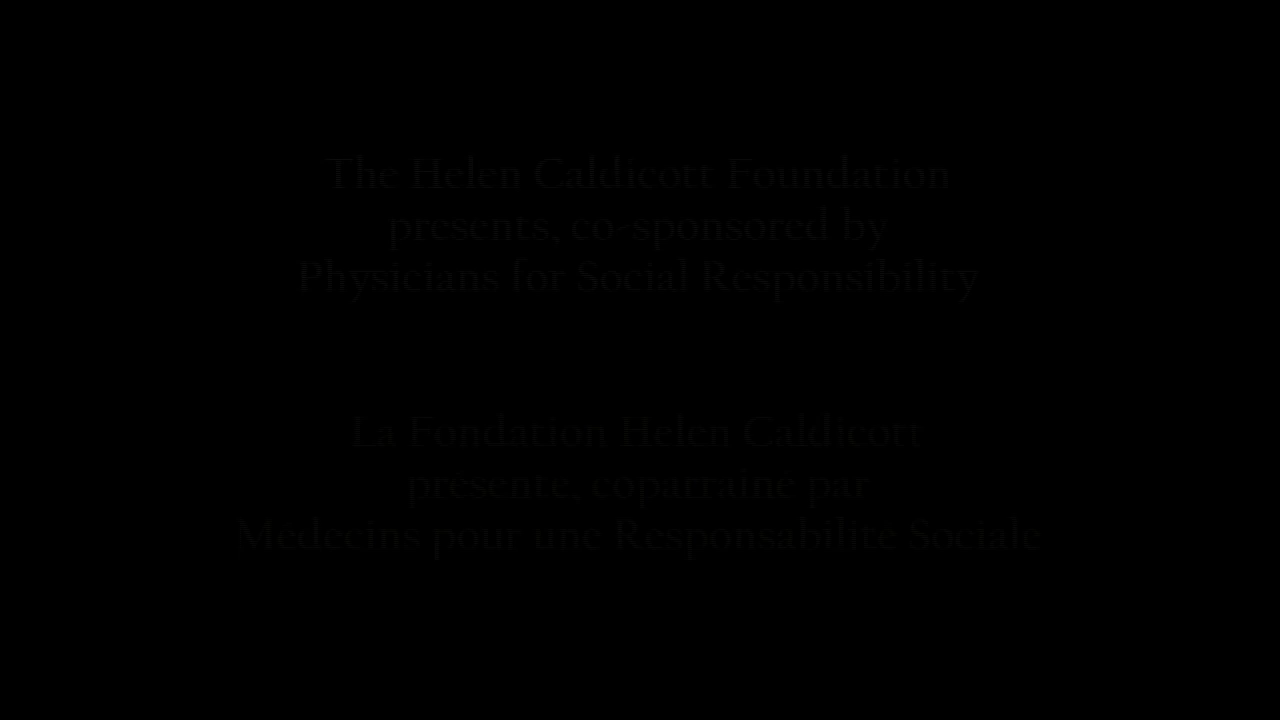 The Helen Caldicott Foundation
presents, co-sponsored by
Physicians for Social Responsibility
La Fondation Helen Caldicott
présente, coparrainé par
Médecins pour une Responsabilité Sociale